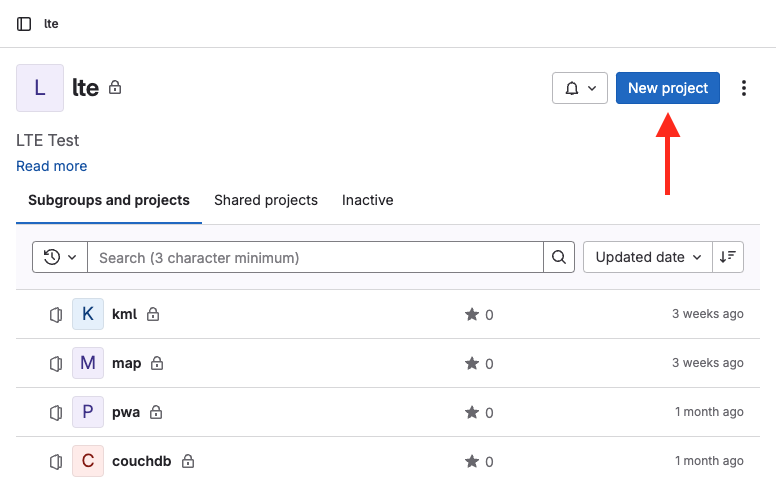 lte
L lte New project
LTE Test
Read more
Subgroups and projects Shared projects Inactive
Search (3 character minimum) Updated date
K kml 0 3 weeks ago
M map 0 3 weeks ago
P pwa 0 1 month ago
C couchdb 0 1 month ago